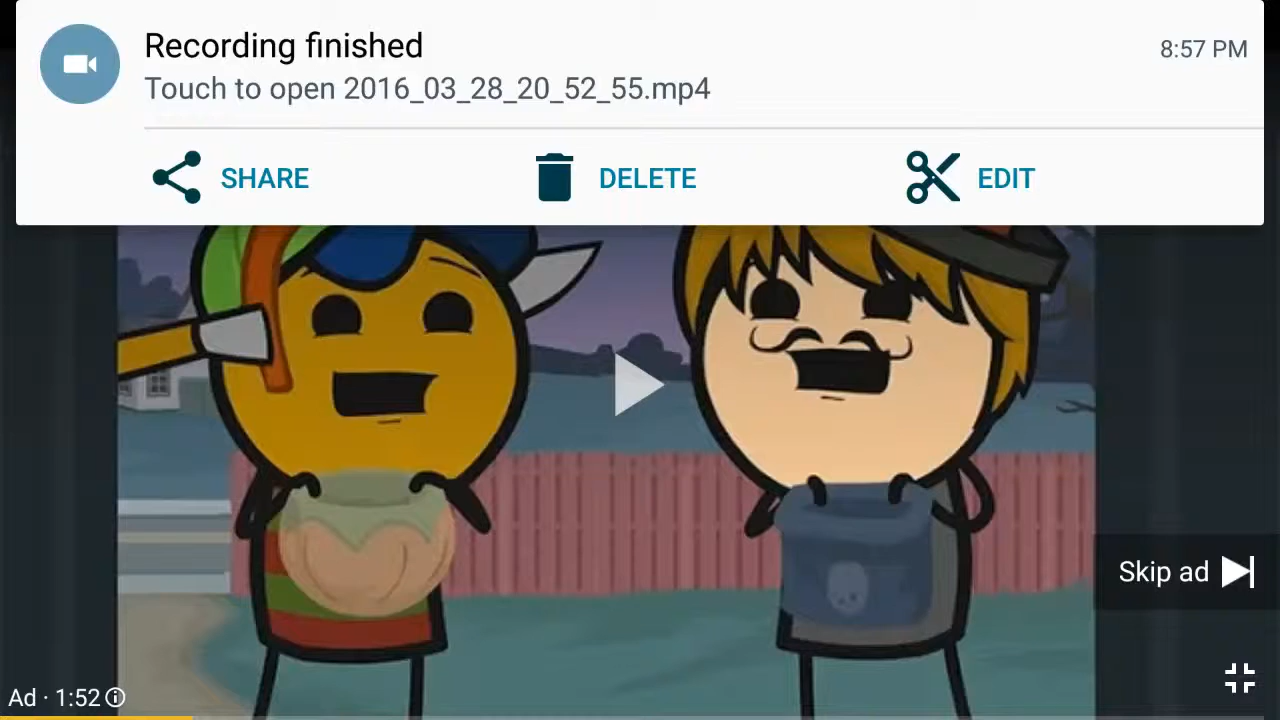 Recording finished
8:57 PM
Touch to open 2016_03_28_20_52_55.mp4
SHARE
DELETE
EDIT
Skip ad
Ad · 1:52